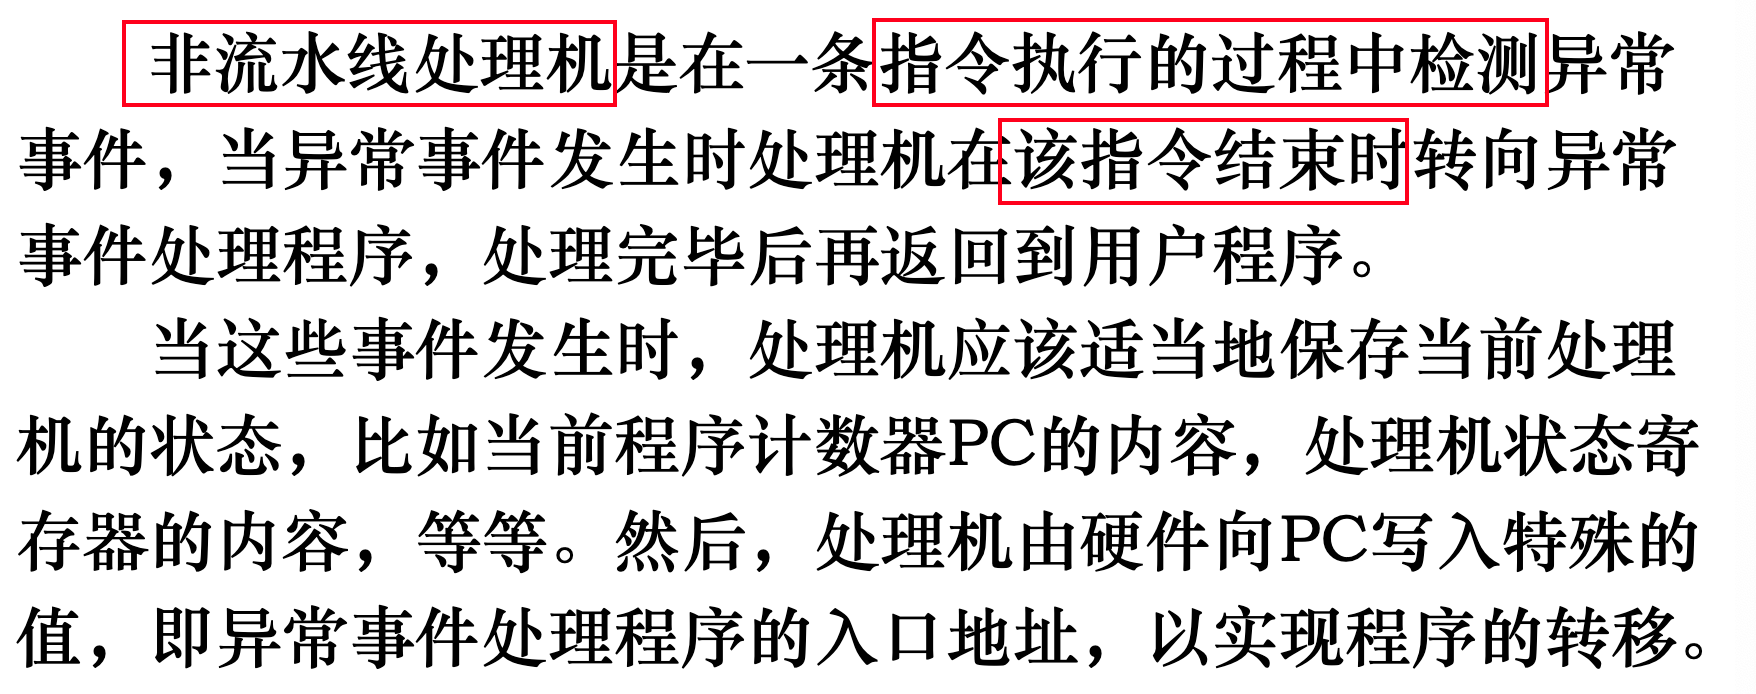 非流水线处理机是在一条指令执行的过程中检测异常
事件，当异常事件发生时处理机在该指令结束时转向异常
事件处理程序，处理完毕后再返回到用户程序。
当这些事件发生时，处理机应该适当地保存当前处理
机的状态，比如当前程序计数器PC的内容，处理机状态寄
存器的内容，等等。然后，处理机由硬件向PC写入特殊的
值，即异常事件处理程序的入口地址，以实现程序的转移。